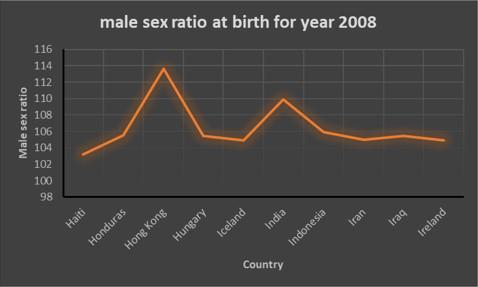 male sex ratio at birth for year 2008
Male sex ratio
116
114
112
110
108
106
104
102
100
98
Haiti
Honduras
Hong Kong
Hungary
Iceland
India
Indonesia
Iran
Iraq
Ireland
Country